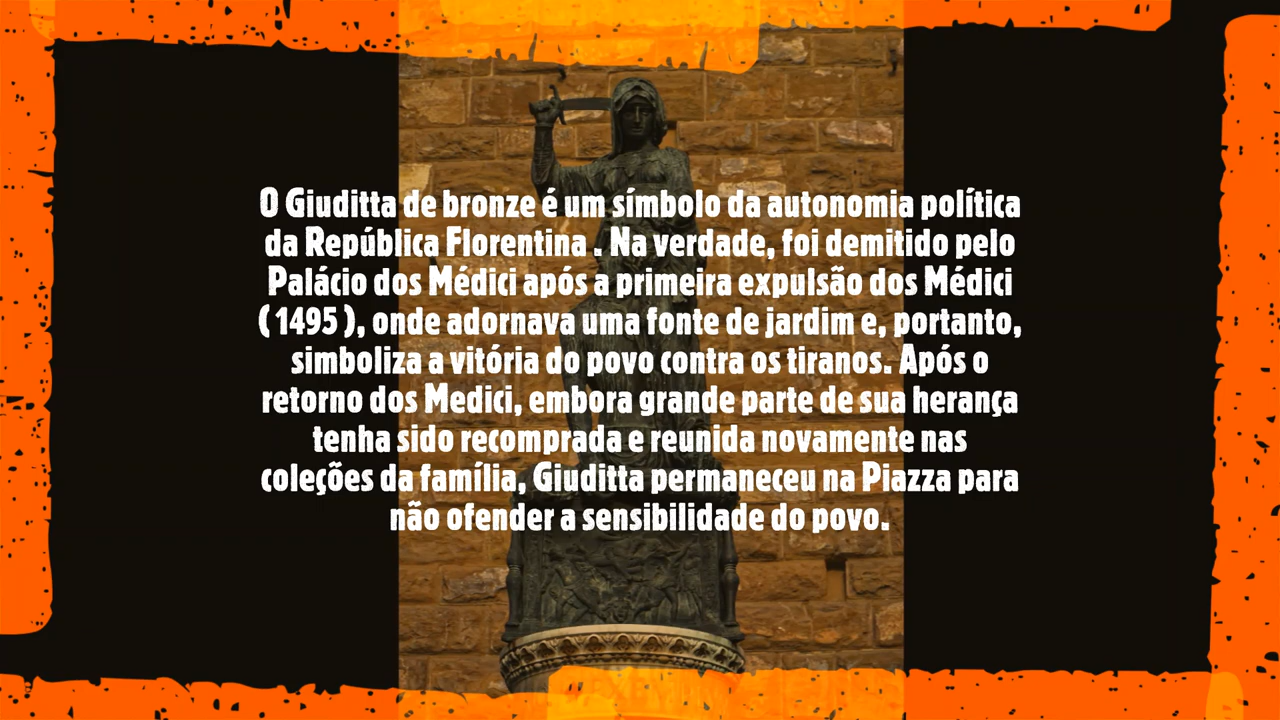 O Giuditta de bronze é um símbolo da autonomia política
da República Florentina . Na verdade, foi demitido pelo
Palácio dos Médici após a primeira expulsão dos Médici
( 1495 ), onde adornava uma fonte de jardim e, portanto,
simboliza a vitória do povo contra os tiranos. Após o
retorno dos Medici, embora grande parte de sua herança
tenha sido recomprada e reunida novamente nas
coleções da família, Giuditta permaneceu na Piazza para
não ofender a sensibilidade do povo.